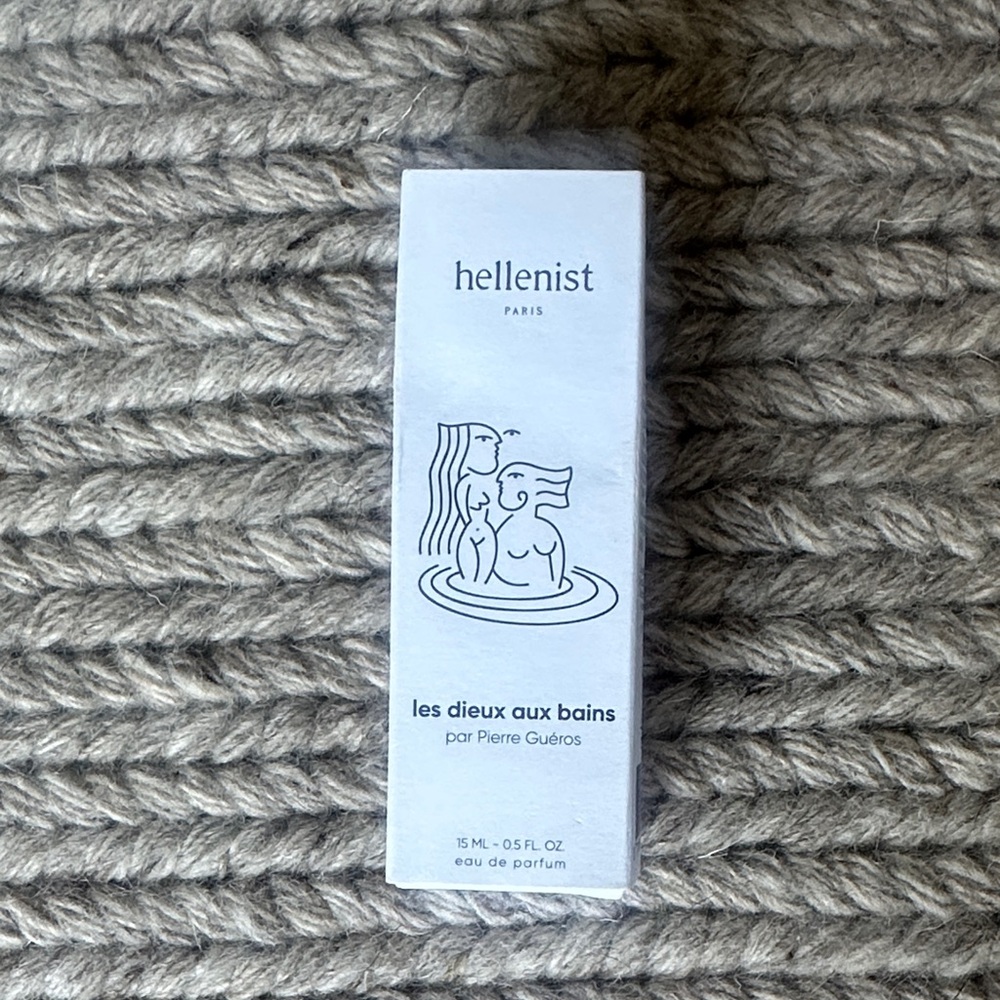 hellenist
PARIS
les dieux aux bains
par Pierre Guéros
15 ML - 0.5 FL. OZ.
eau de parfum